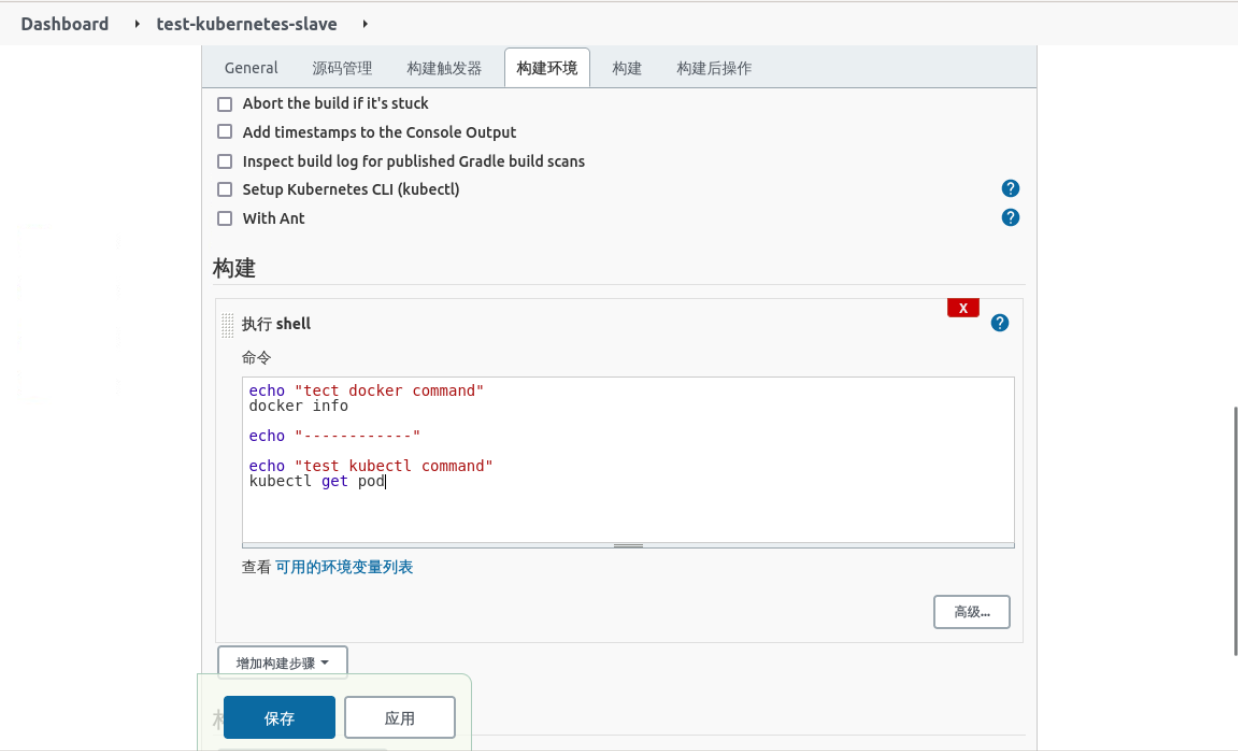 Dashboard ‣ test-kubernetes-slave ‣
General 源码管理 构建触发器 构建环境 构建 构建后操作
Abort the build if it's stuck
Add timestamps to the Console Output
Inspect build log for published Gradle build scans
Setup Kubernetes CLI (kubectl) ?
With Ant ?
构建
X
执行 shell ?
命令
echo "tect docker command"
docker info
echo "------------"
echo "test kubectl command"
kubectl get pod
查看 可用的环境变量列表
高级...
增加构建步骤
保存 应用